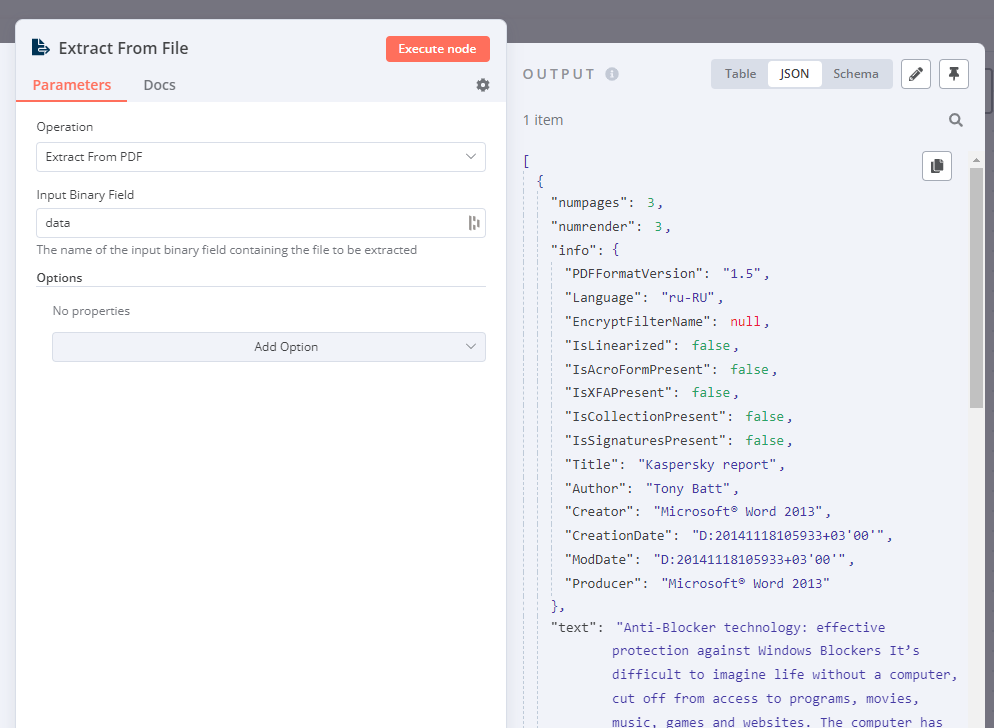 Extract From File
Execute node
Parameters
Docs
Operation
Extract From PDF
Input Binary Field
data
The name of the input binary field containing the file to be extracted
Options
No properties
Add Option
OUTPUT
Table
JSON
Schema
1 item
[
{
"numpages": 3,
"numrender": 3,
"info": {
"PDFFormatVersion": "1.5",
"Language": "ru-RU",
"EncryptFilterName": null,
"IsLinearized": false,
"IsAcroFormPresent": false,
"IsXFAPresent": false,
"IsCollectionPresent": false,
"IsSignaturesPresent": false,
"Title": "Kaspersky report",
"Author": "Tony Batt",
"Creator": "Microsoft® Word 2013",
"CreationDate": "D:20141118105933+03'00'",
"ModDate": "D:20141118105933+03'00'",
"Producer": "Microsoft® Word 2013"
},
"text": "Anti-Blocker technology: effective
protection against Windows Blockers It’s
difficult to imagine life without a computer,
cut off from access to programs, movies,
music, games and websites. The computer has